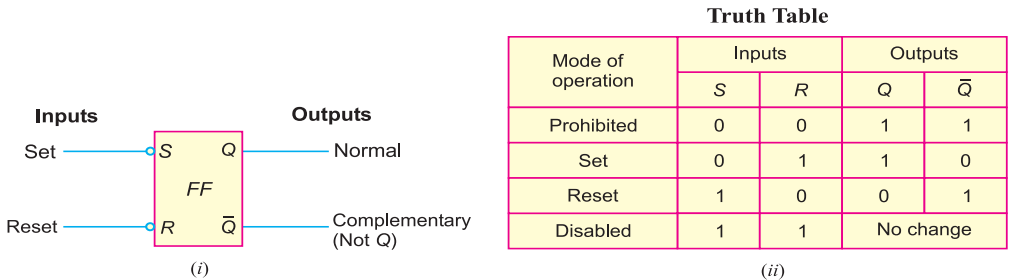 Inputs
Outputs
Set
S
Q
Normal
FF
Reset
R
Q̅
Complementary
(Not Q)
(i)
Truth Table
Mode of operation | Inputs | Outputs
S | R | Q | Q̅
Prohibited | 0 | 0 | 1 | 1
Set | 0 | 1 | 1 | 0
Reset | 1 | 0 | 0 | 1
Disabled | 1 | 1 | No change
(ii)